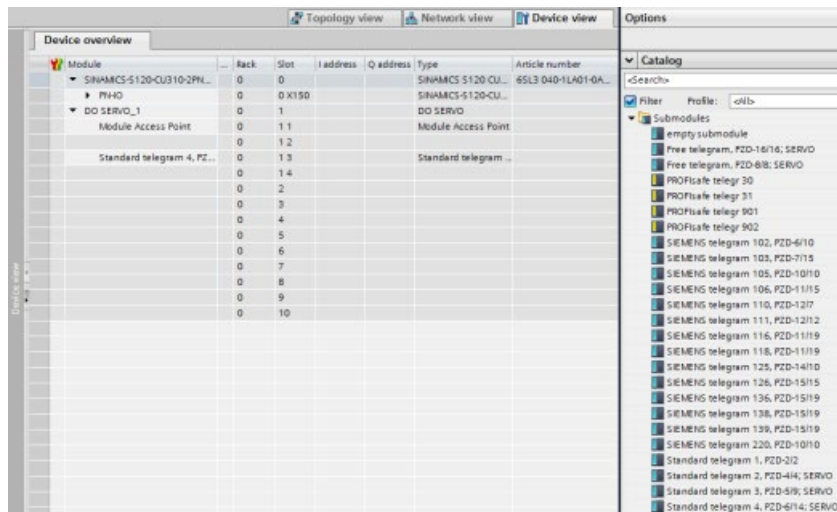 Topology view Network view Device view Options
Device overview
Catalog
Module ... Rack Slot I address Q address Type Article number
<Search>
SINAMICS-S120-CU310-2PN... 0 0 SINAMICS S120 CU... 6SL3 040-1LA01-0A...
Filter Profile: <All>
PN-IO 0 0 X150 SINAMICS-S120-CU...
DO SERVO_1 0 1 DO SERVO
Submodules
Module Access Point 0 1 1 Module Access Point
empty submodule
0 1 2
Free telegram, PZD-16/16; SERVO
Standard telegram 4, PZ... 0 1 3 Standard telegram ...
Free telegram, PZD-8/8; SERVO
0 1 4
PROFIsafe telegr 30
0 2
PROFIsafe telegr 31
0 3
PROFIsafe telegr 901
0 4
PROFIsafe telegr 902
0 5
SIEMENS telegram 102, PZD-6/10
0 6
SIEMENS telegram 103, PZD-7/15
0 7
SIEMENS telegram 105, PZD-10/10
0 8
SIEMENS telegram 106, PZD-11/15
0 9
SIEMENS telegram 110, PZD-12/7
0 10
SIEMENS telegram 111, PZD-12/12
SIEMENS telegram 116, PZD-11/19
SIEMENS telegram 118, PZD-11/19
SIEMENS telegram 125, PZD-14/10
SIEMENS telegram 126, PZD-15/15
SIEMENS telegram 136, PZD-15/19
SIEMENS telegram 138, PZD-15/19
SIEMENS telegram 139, PZD-15/19
SIEMENS telegram 220, PZD-10/10
Standard telegram 1, PZD-2/2
Standard telegram 2, PZD-4/4; SERVO
Standard telegram 3, PZD-5/9; SERVO
Standard telegram 4, PZD-6/14; SERVO
Device view